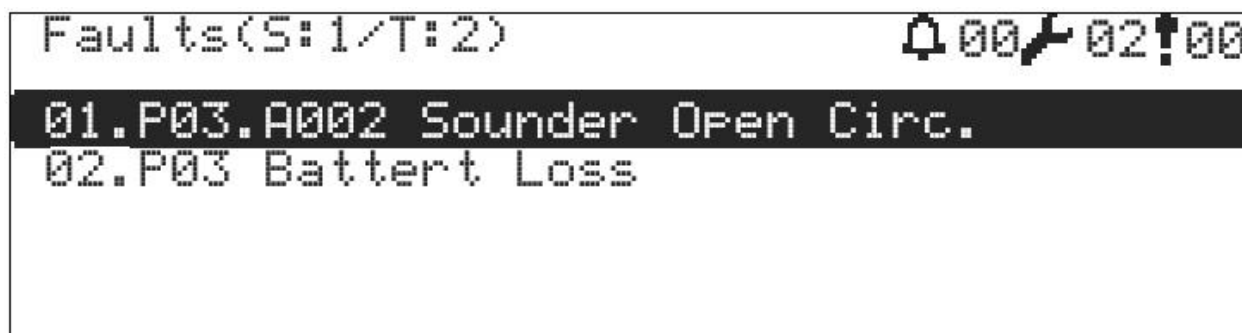 Faults(S:1/T:2) 00 02 00
01.P03.A002 Sounder Open Circ.
02.P03 Battert Loss